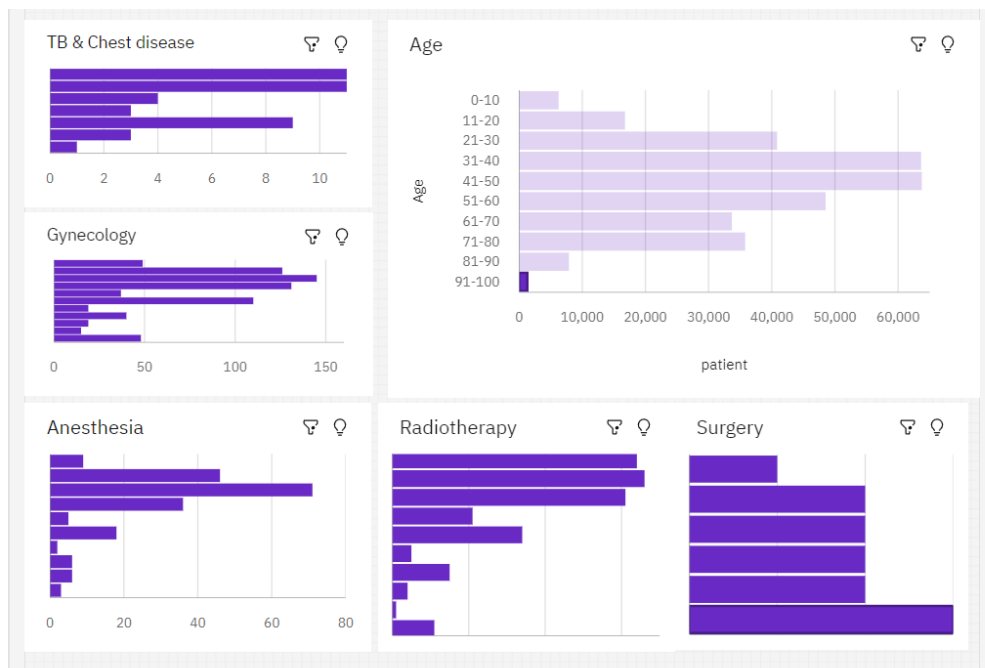 TB & Chest disease
0 2 4 6 8 10
Gynecology
0 50 100 150
Age
Age
0-10
11-20
21-30
31-40
41-50
51-60
61-70
71-80
81-90
91-100
0 10,000 20,000 30,000 40,000 50,000 60,000
patient
Anesthesia
0 20 40 60 80
Radiotherapy
Surgery